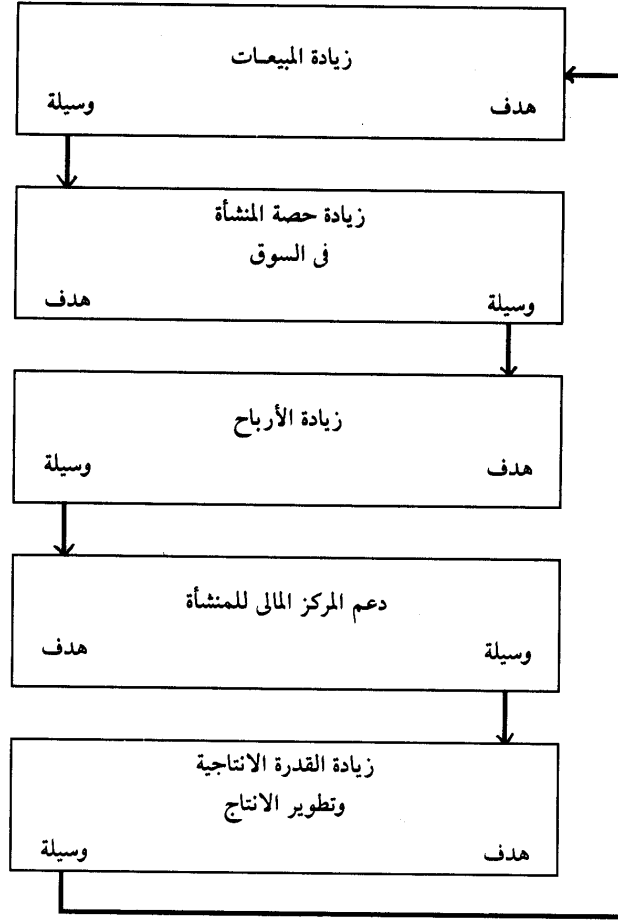 زيادة المبيعـات
هدف وسيلة
زيادة حصة المنشأة
فى السوق
وسيلة هدف
زيادة الأرباح
هدف وسيلة
دعم المركز المالى للمنشأة
وسيلة هدف
زيادة القدرة الانتاجية
وتطوير الانتاج
هدف وسيلة